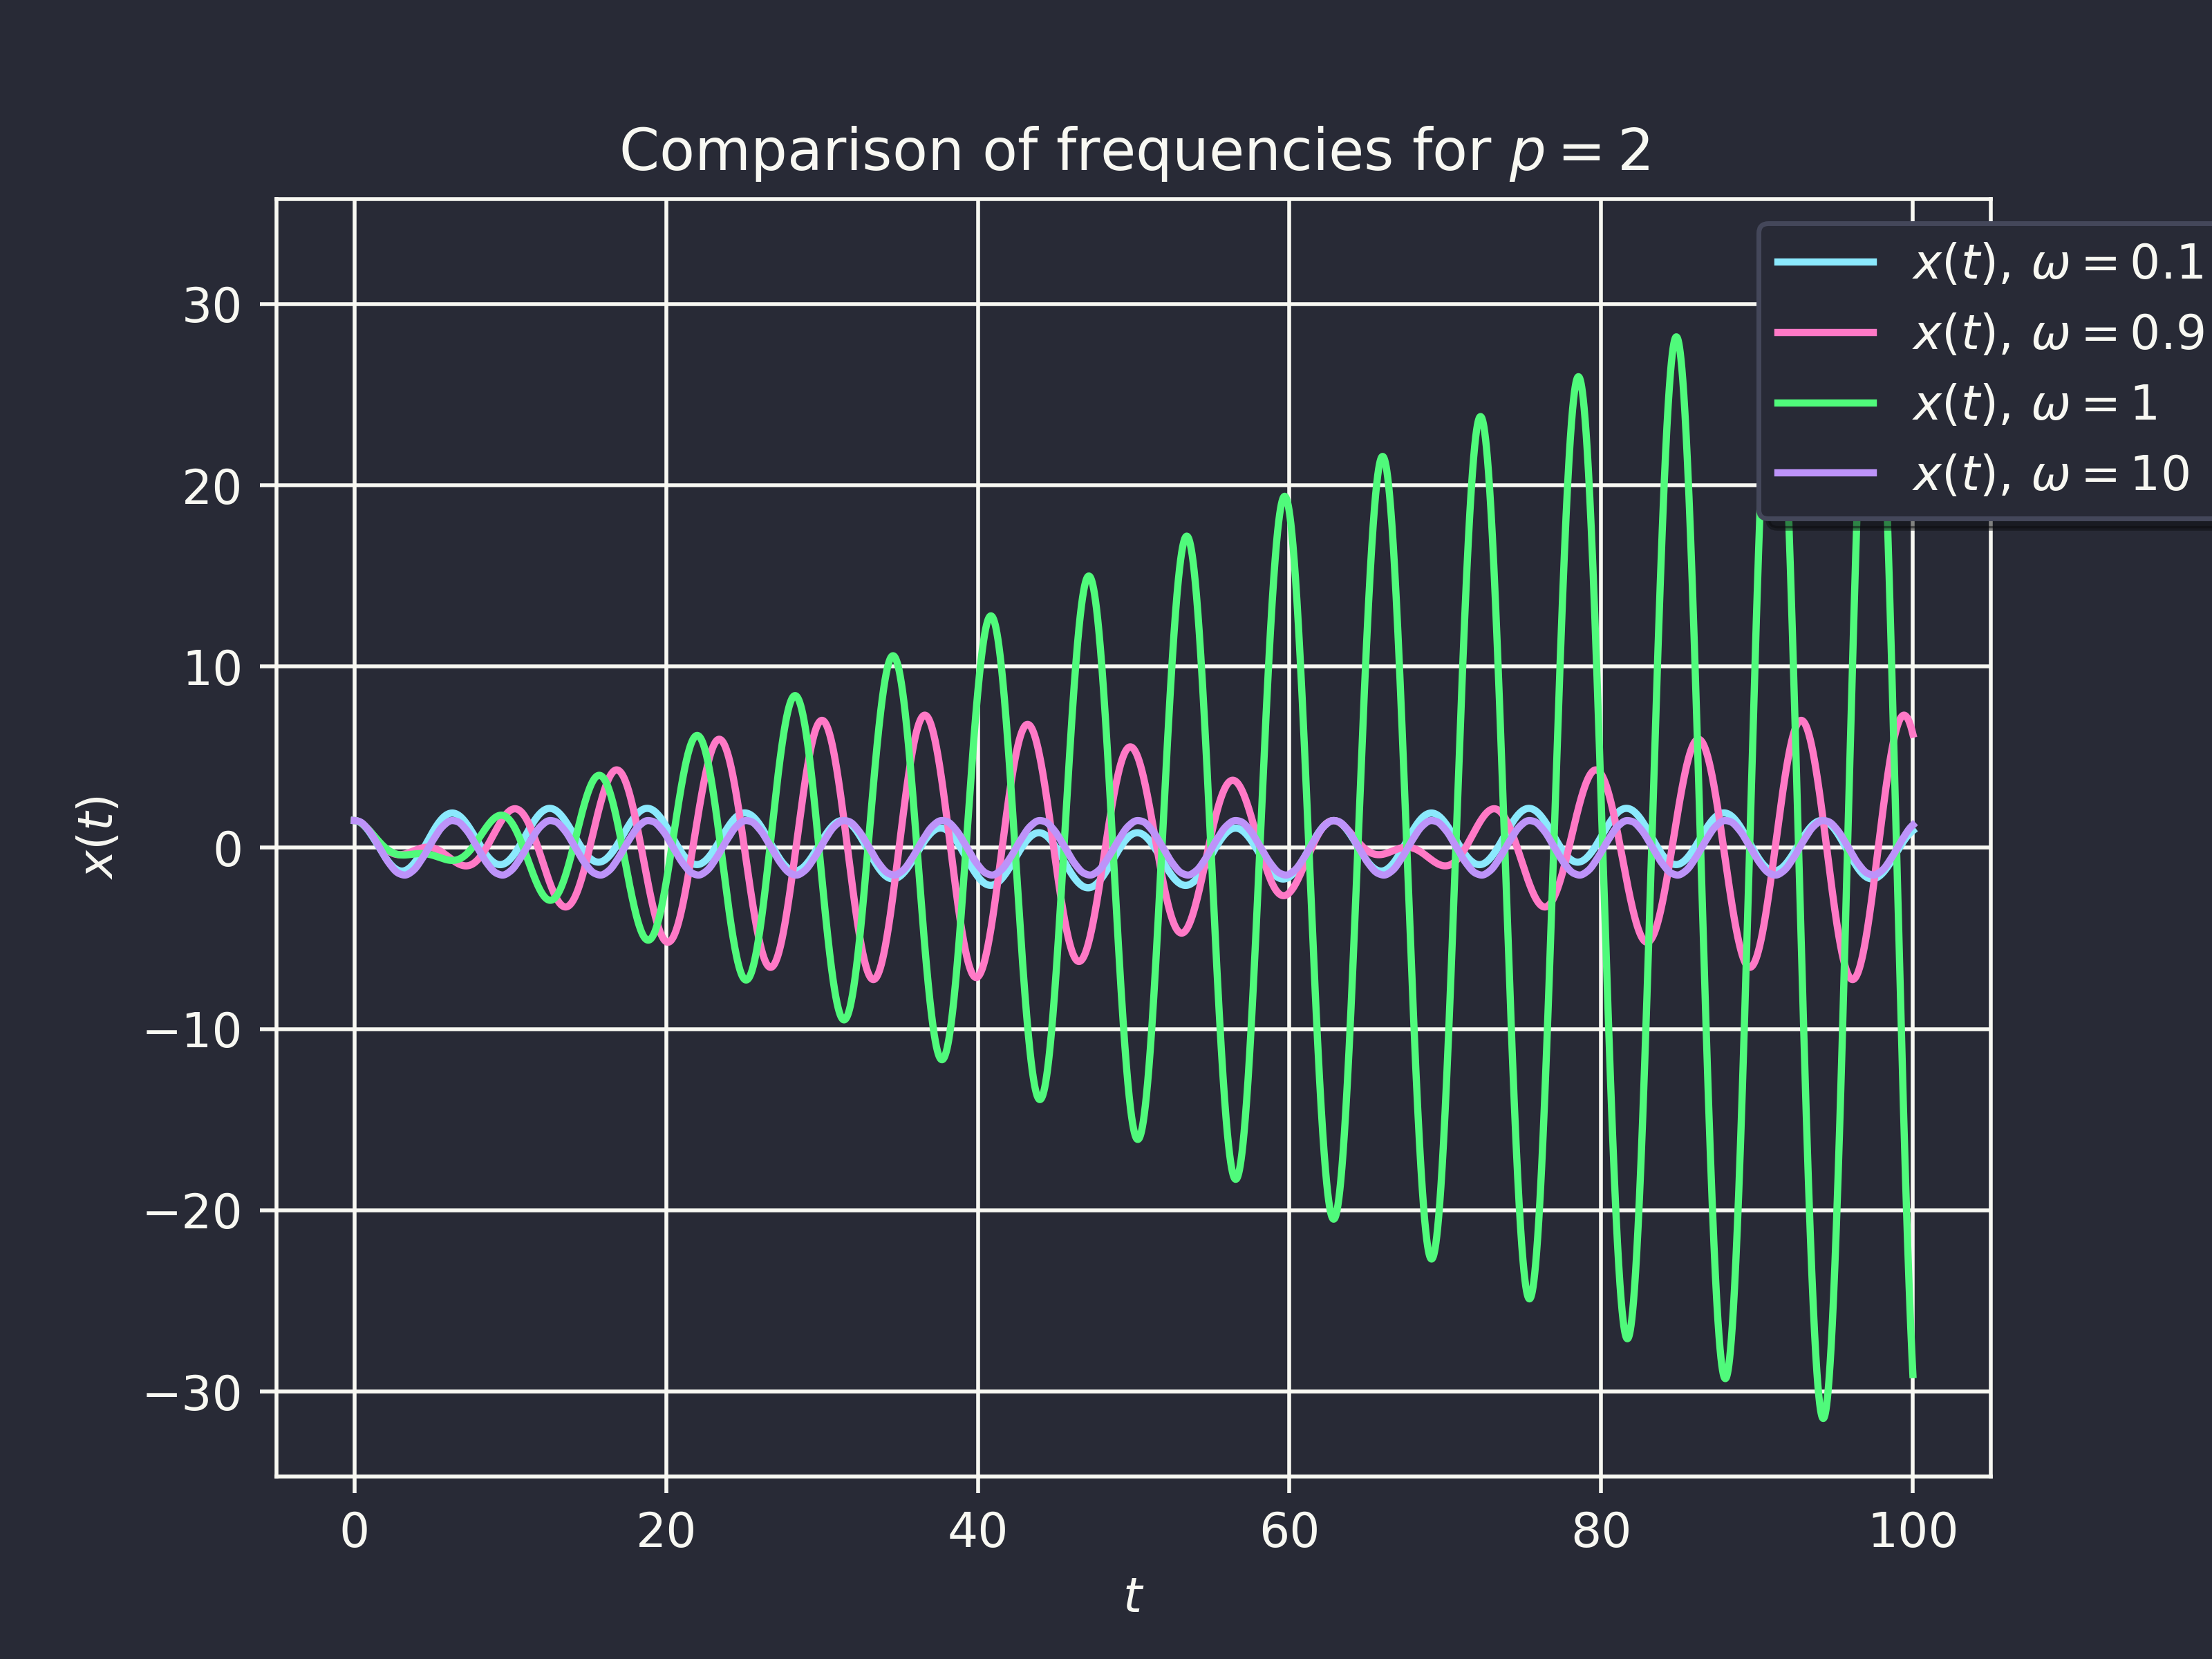 Comparison of frequencies for p = 2
x(t), ω = 0.1
x(t), ω = 0.9
x(t), ω = 1
x(t), ω = 10
30
20
10
0
−10
−20
−30
x(t)
0 20 40 60 80 100
t